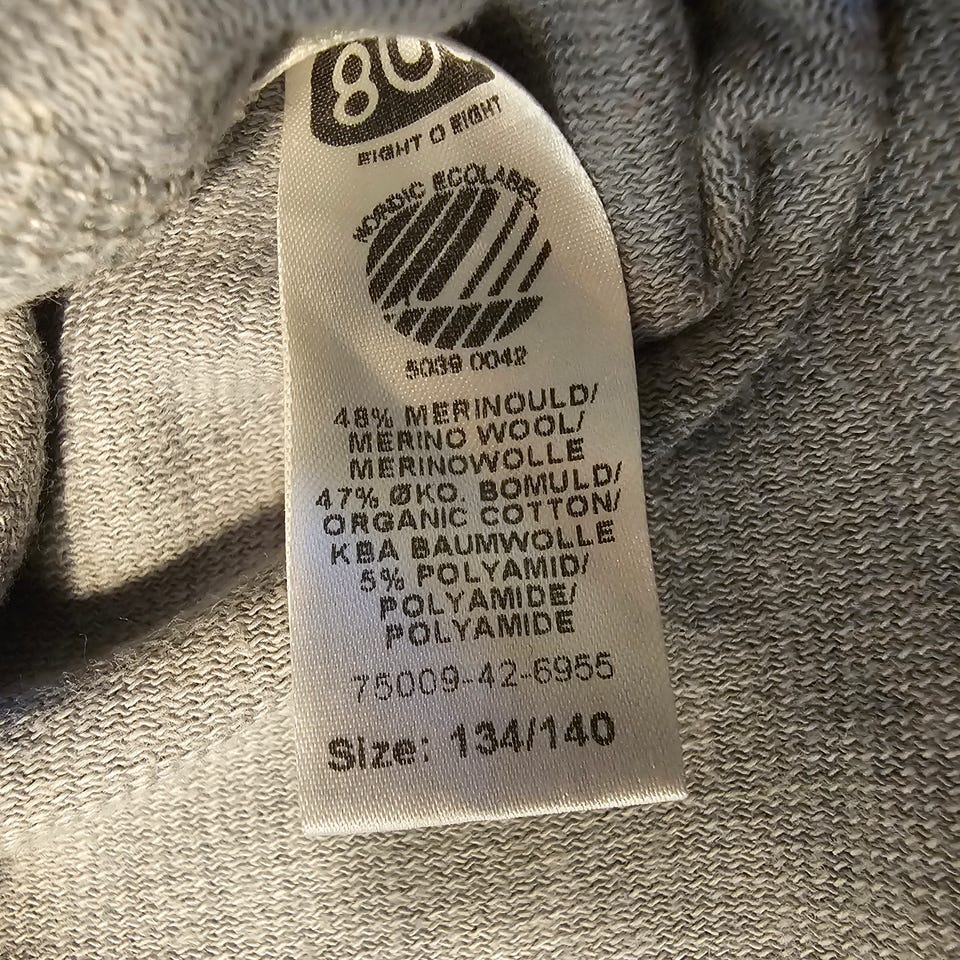 EIGHT O EIGHT
NORDIC ECOLABEL
5039 0042
48% MERINOULD/
MERINO WOOL/
MERINOWOLLE
47% ØKO. BOMULD/
ORGANIC COTTON/
KBA BAUMWOLLE
5% POLYAMID/
POLYAMIDE/
POLYAMIDE
75009-42-6955
Size: 134/140